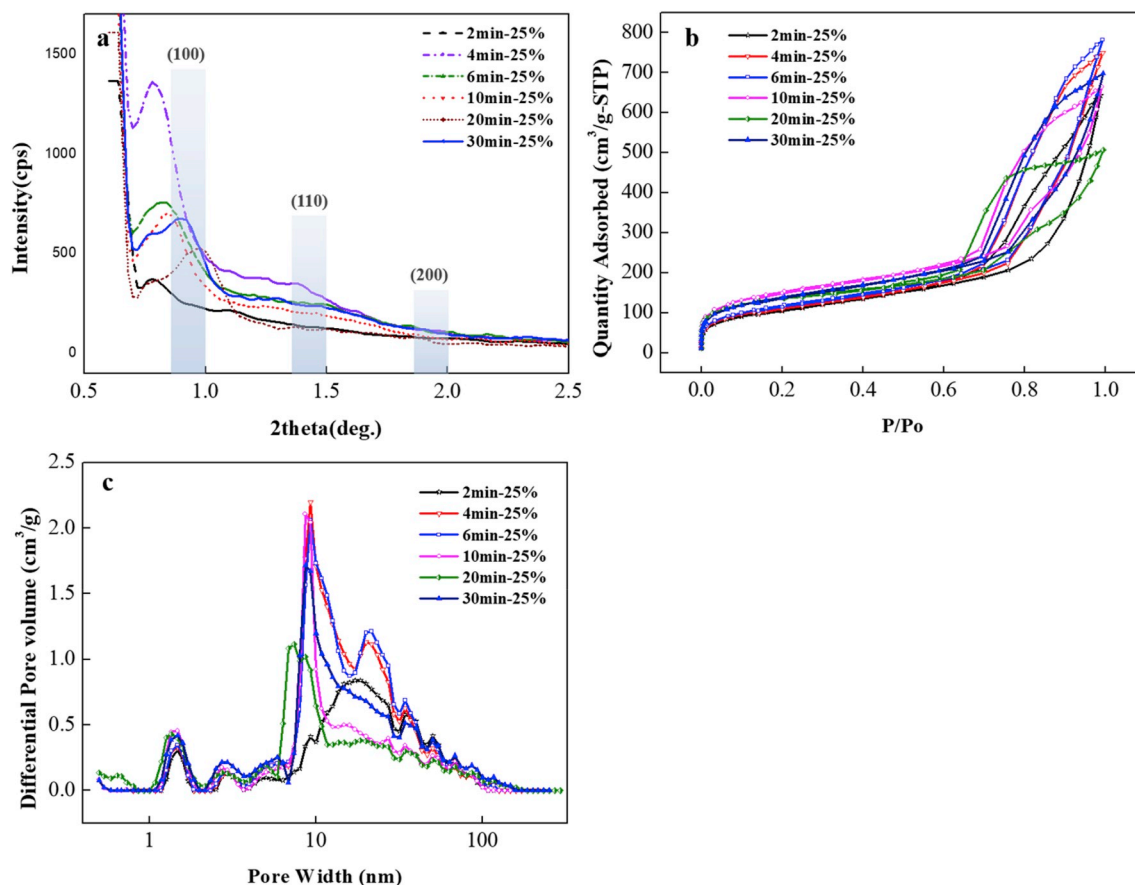 a
(100)
(110)
(200)
2min-25%
4min-25%
6min-25%
10min-25%
20min-25%
30min-25%
Intensity(cps)
1500
1000
500
0
0.5 1.0 1.5 2.0 2.5
2theta(deg.)
b
2min-25%
4min-25%
6min-25%
10min-25%
20min-25%
30min-25%
Quantity Adsorbed (cm³/g-STP)
800
700
600
500
400
300
200
100
0
0.0 0.2 0.4 0.6 0.8 1.0
P/Po
c
2min-25%
4min-25%
6min-25%
10min-25%
20min-25%
30min-25%
Differential Pore volume (cm³/g)
2.5
2.0
1.5
1.0
0.5
0.0
1 10 100
Pore Width (nm)